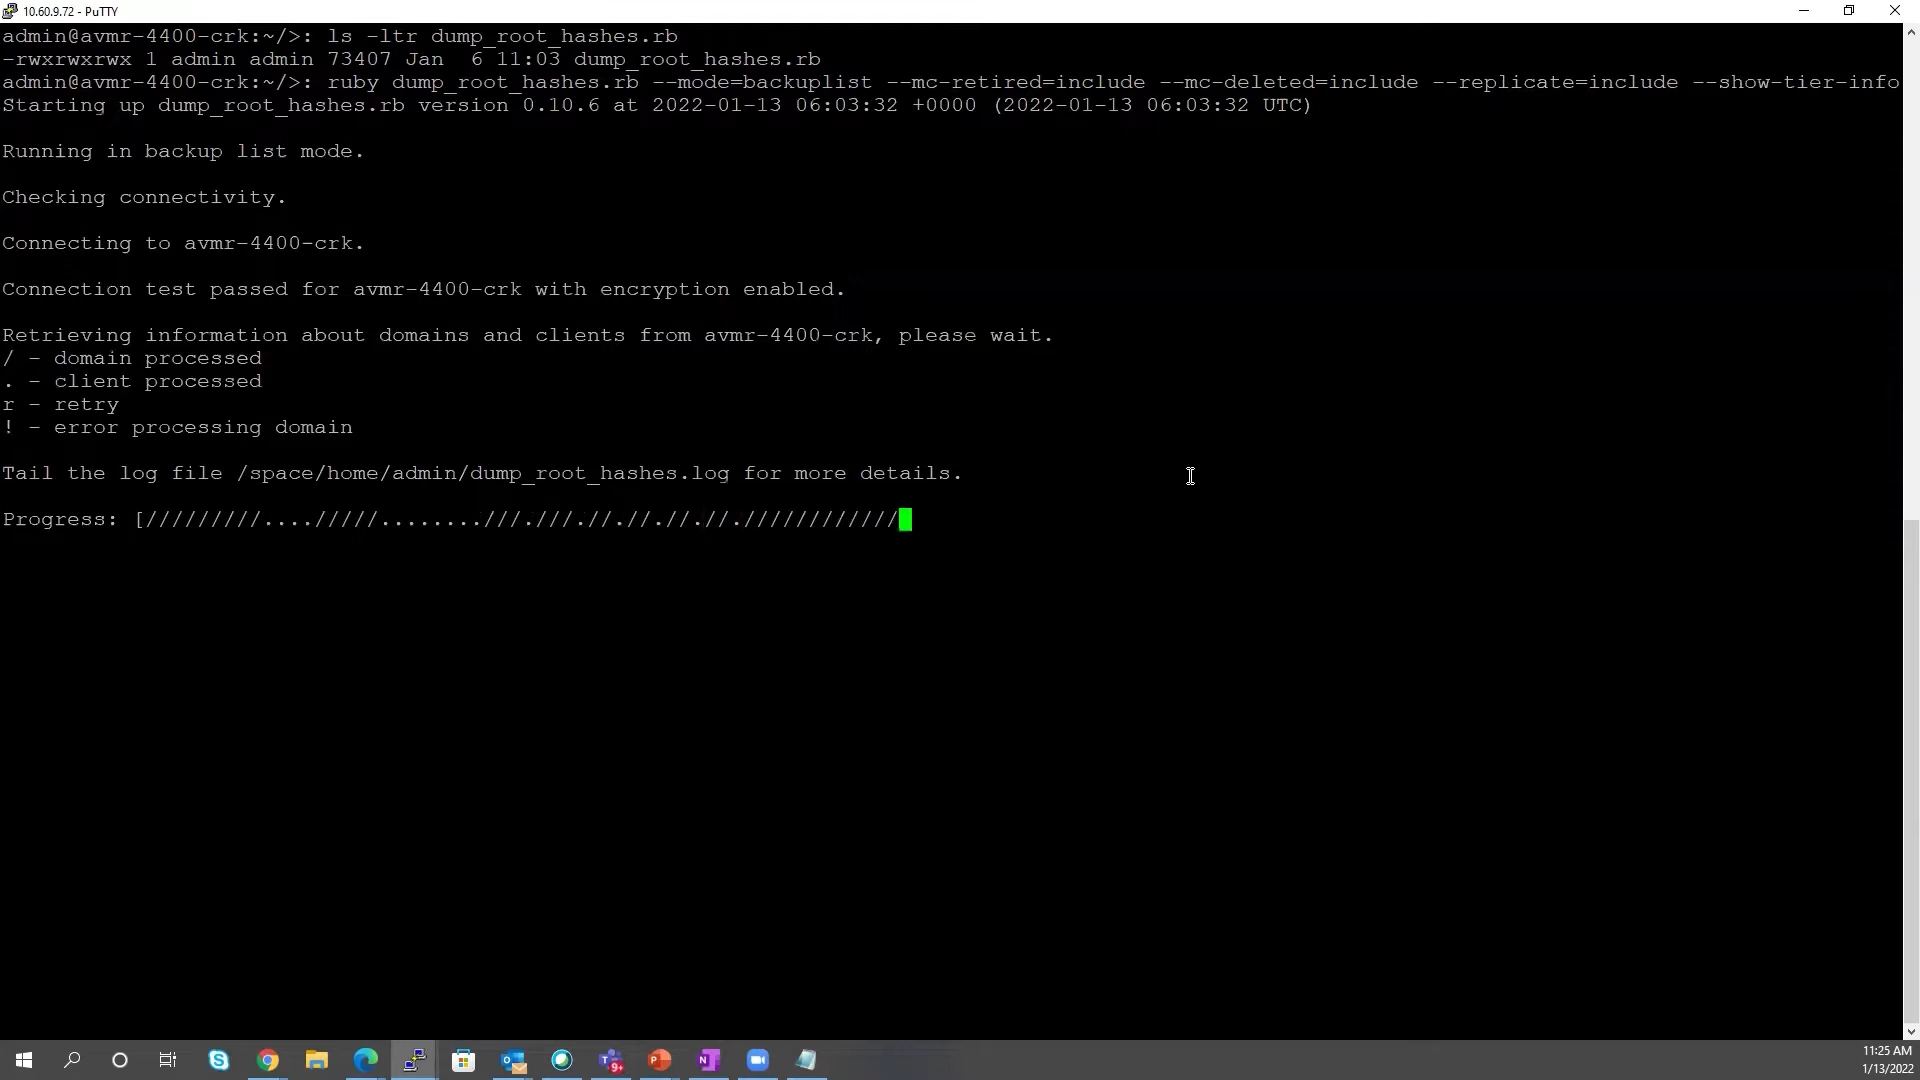 10.60.9.72 - PuTTY
admin@avmr-4400-crk:~/>: ls -ltr dump_root_hashes.rb
-rwxrwxrwx 1 admin admin 73407 Jan  6 11:03 dump_root_hashes.rb
admin@avmr-4400-crk:~/>: ruby dump_root_hashes.rb --mode=backuplist --mc-retired=include --mc-deleted=include --replicate=include --show-tier-info
Starting up dump_root_hashes.rb version 0.10.6 at 2022-01-13 06:03:32 +0000 (2022-01-13 06:03:32 UTC)
Running in backup list mode.
Checking connectivity.
Connecting to avmr-4400-crk.
Connection test passed for avmr-4400-crk with encryption enabled.
Retrieving information about domains and clients from avmr-4400-crk, please wait.
/ - domain processed
. - client processed
r - retry
! - error processing domain
Tail the log file /space/home/admin/dump_root_hashes.log for more details.
Progress: [/////////..../////........///.///.//.//.//.//.////////////
9+
11:25 AM
1/13/2022